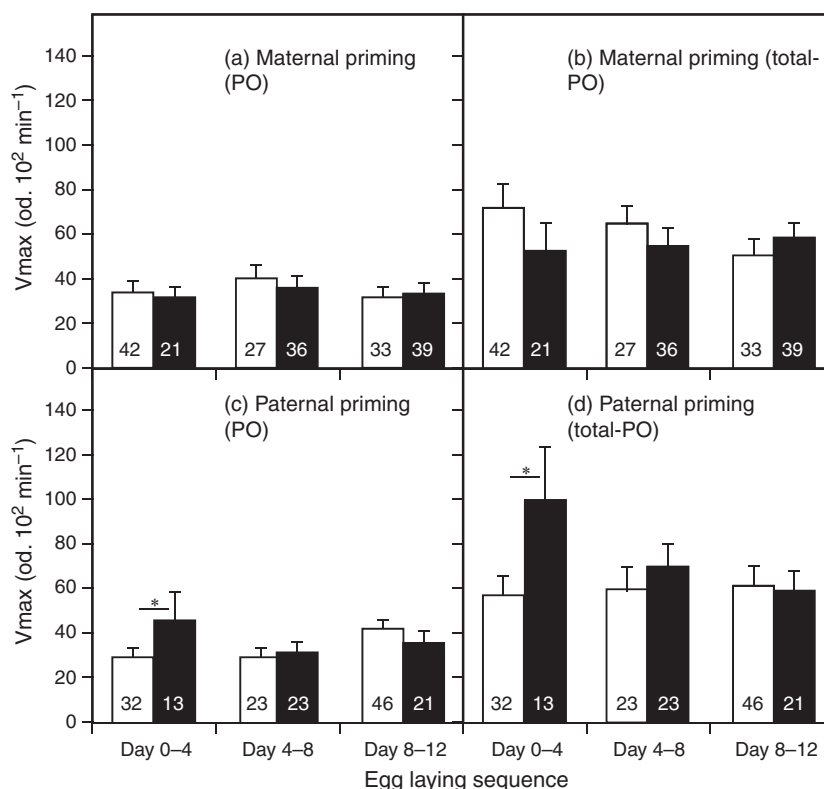 (a) Maternal priming
(PO)
Vmax (od. 10² min⁻¹)
140
120
100
80
60
40
20
0
42 21 27 36 33 39
(b) Maternal priming (total-
PO)
42 21 27 36 33 39
(c) Paternal priming
(PO)
Vmax (od. 10² min⁻¹)
140
120
100
80
60
40
20
0
*
32 13 23 23 46 21
Day 0–4 Day 4–8 Day 8–12
(d) Paternal priming
(total-PO)
*
32 13 23 23 46 21
Day 0–4 Day 4–8 Day 8–12
Egg laying sequence